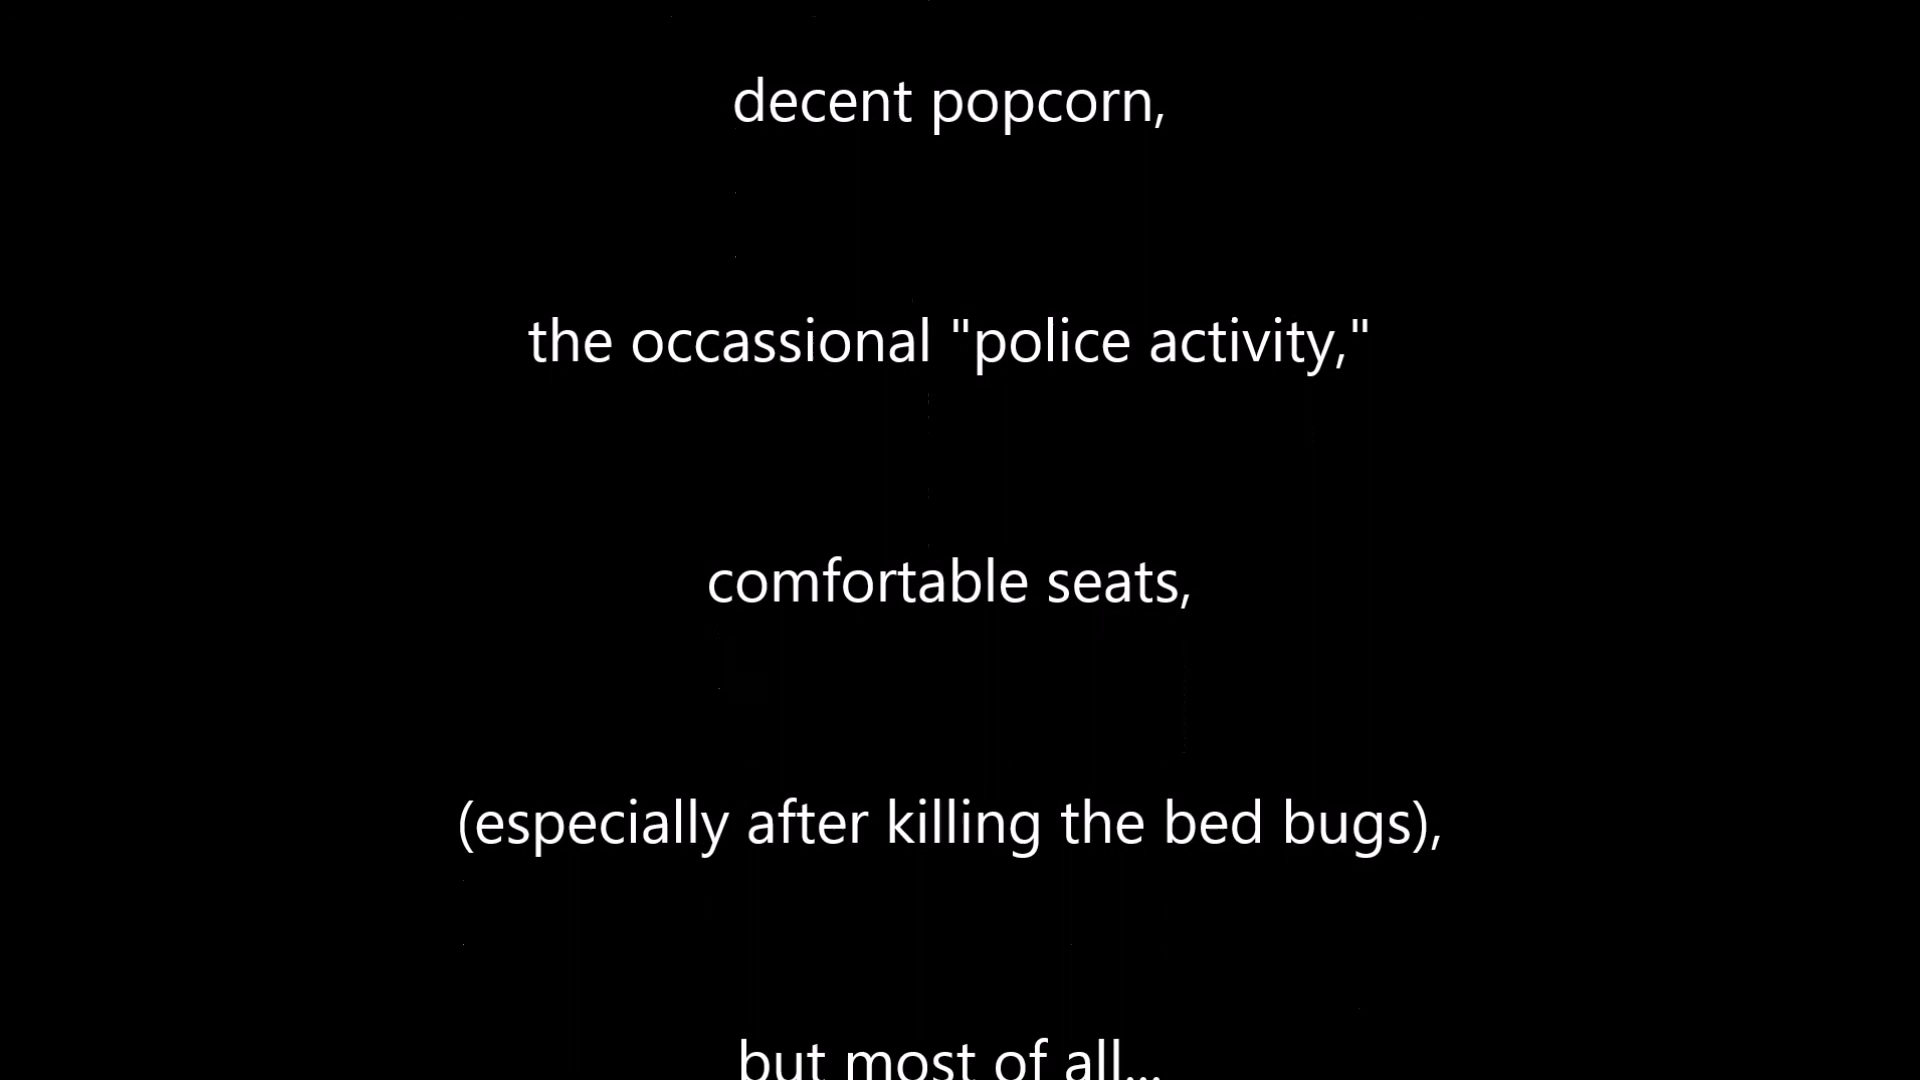 decent popcorn,
the occassional "police activity,"
comfortable seats,
(especially after killing the bed bugs),
but most of all...